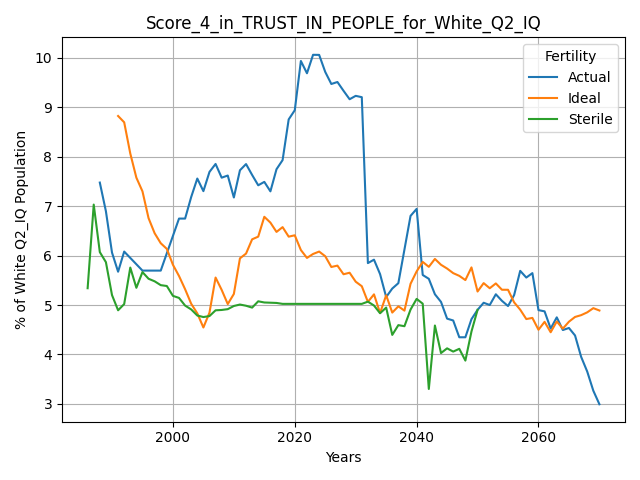 Score_4_in_TRUST_IN_PEOPLE_for_White_Q2_IQ
% of White Q2_IQ Population
10
9
8
7
6
5
4
3
2000
2020
2040
2060
Years
Fertility
Actual
Ideal
Sterile